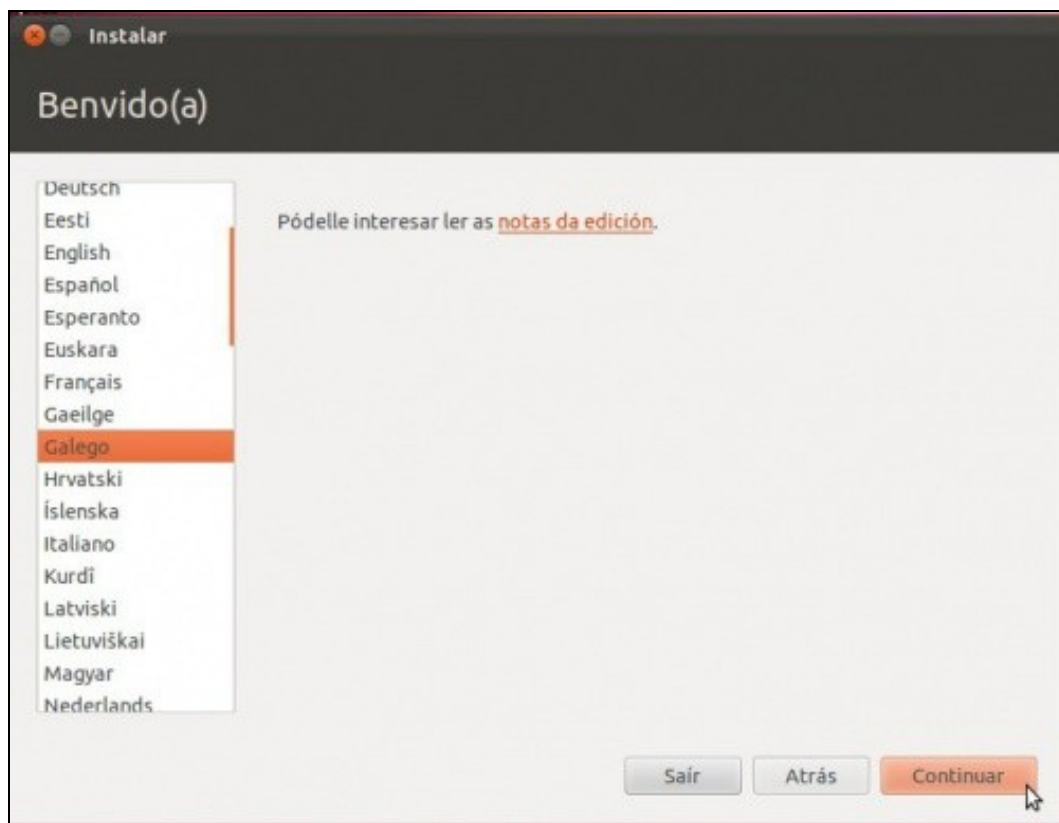 Instalar
Benvido(a)
Deutsch
Eesti
English
Español
Esperanto
Euskara
Français
Gaeilge
Galego
Hrvatski
Íslenska
Italiano
Kurdî
Latviski
Lietuviškai
Magyar
Nederlands
Pódelle interesar ler as notas da edición.
Saír
Atrás
Continuar